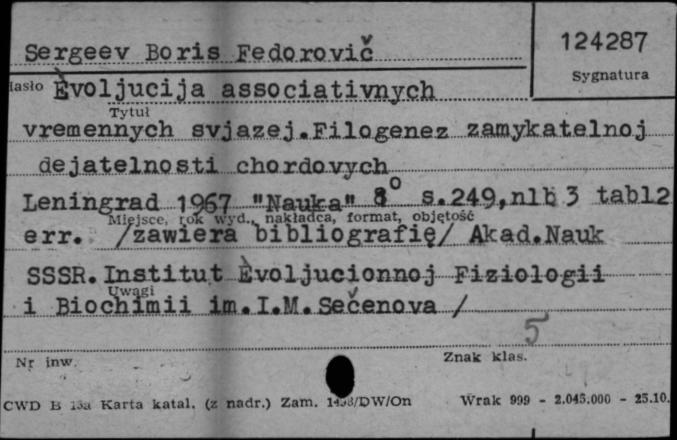 Sergeev Boris Fedorovič
124287
Sygnatura
Hasło Èvoljucija associativnych
Tytuł
vremennych svjazej.Filogenez zamykatelnoj
dejatelnosti chordovych
Leningrad 1967 "Nauka" 8° s.249,nlb 3 tabl2
Miejsce, rok wyd., nakładca, format, objętość
err. /zawiera bibliografię/ Akad.Nauk
SSSR.Institut Èvoljucionnoj Fiziologii
Uwagi
i Biochimii im.I.M.Sečenova /
5
Nr inw.
Znak klas.
CWD B Karta katal. (z nadr.) Zam. /DW/On Wrak 999 - 2.045.000 - 25.10.